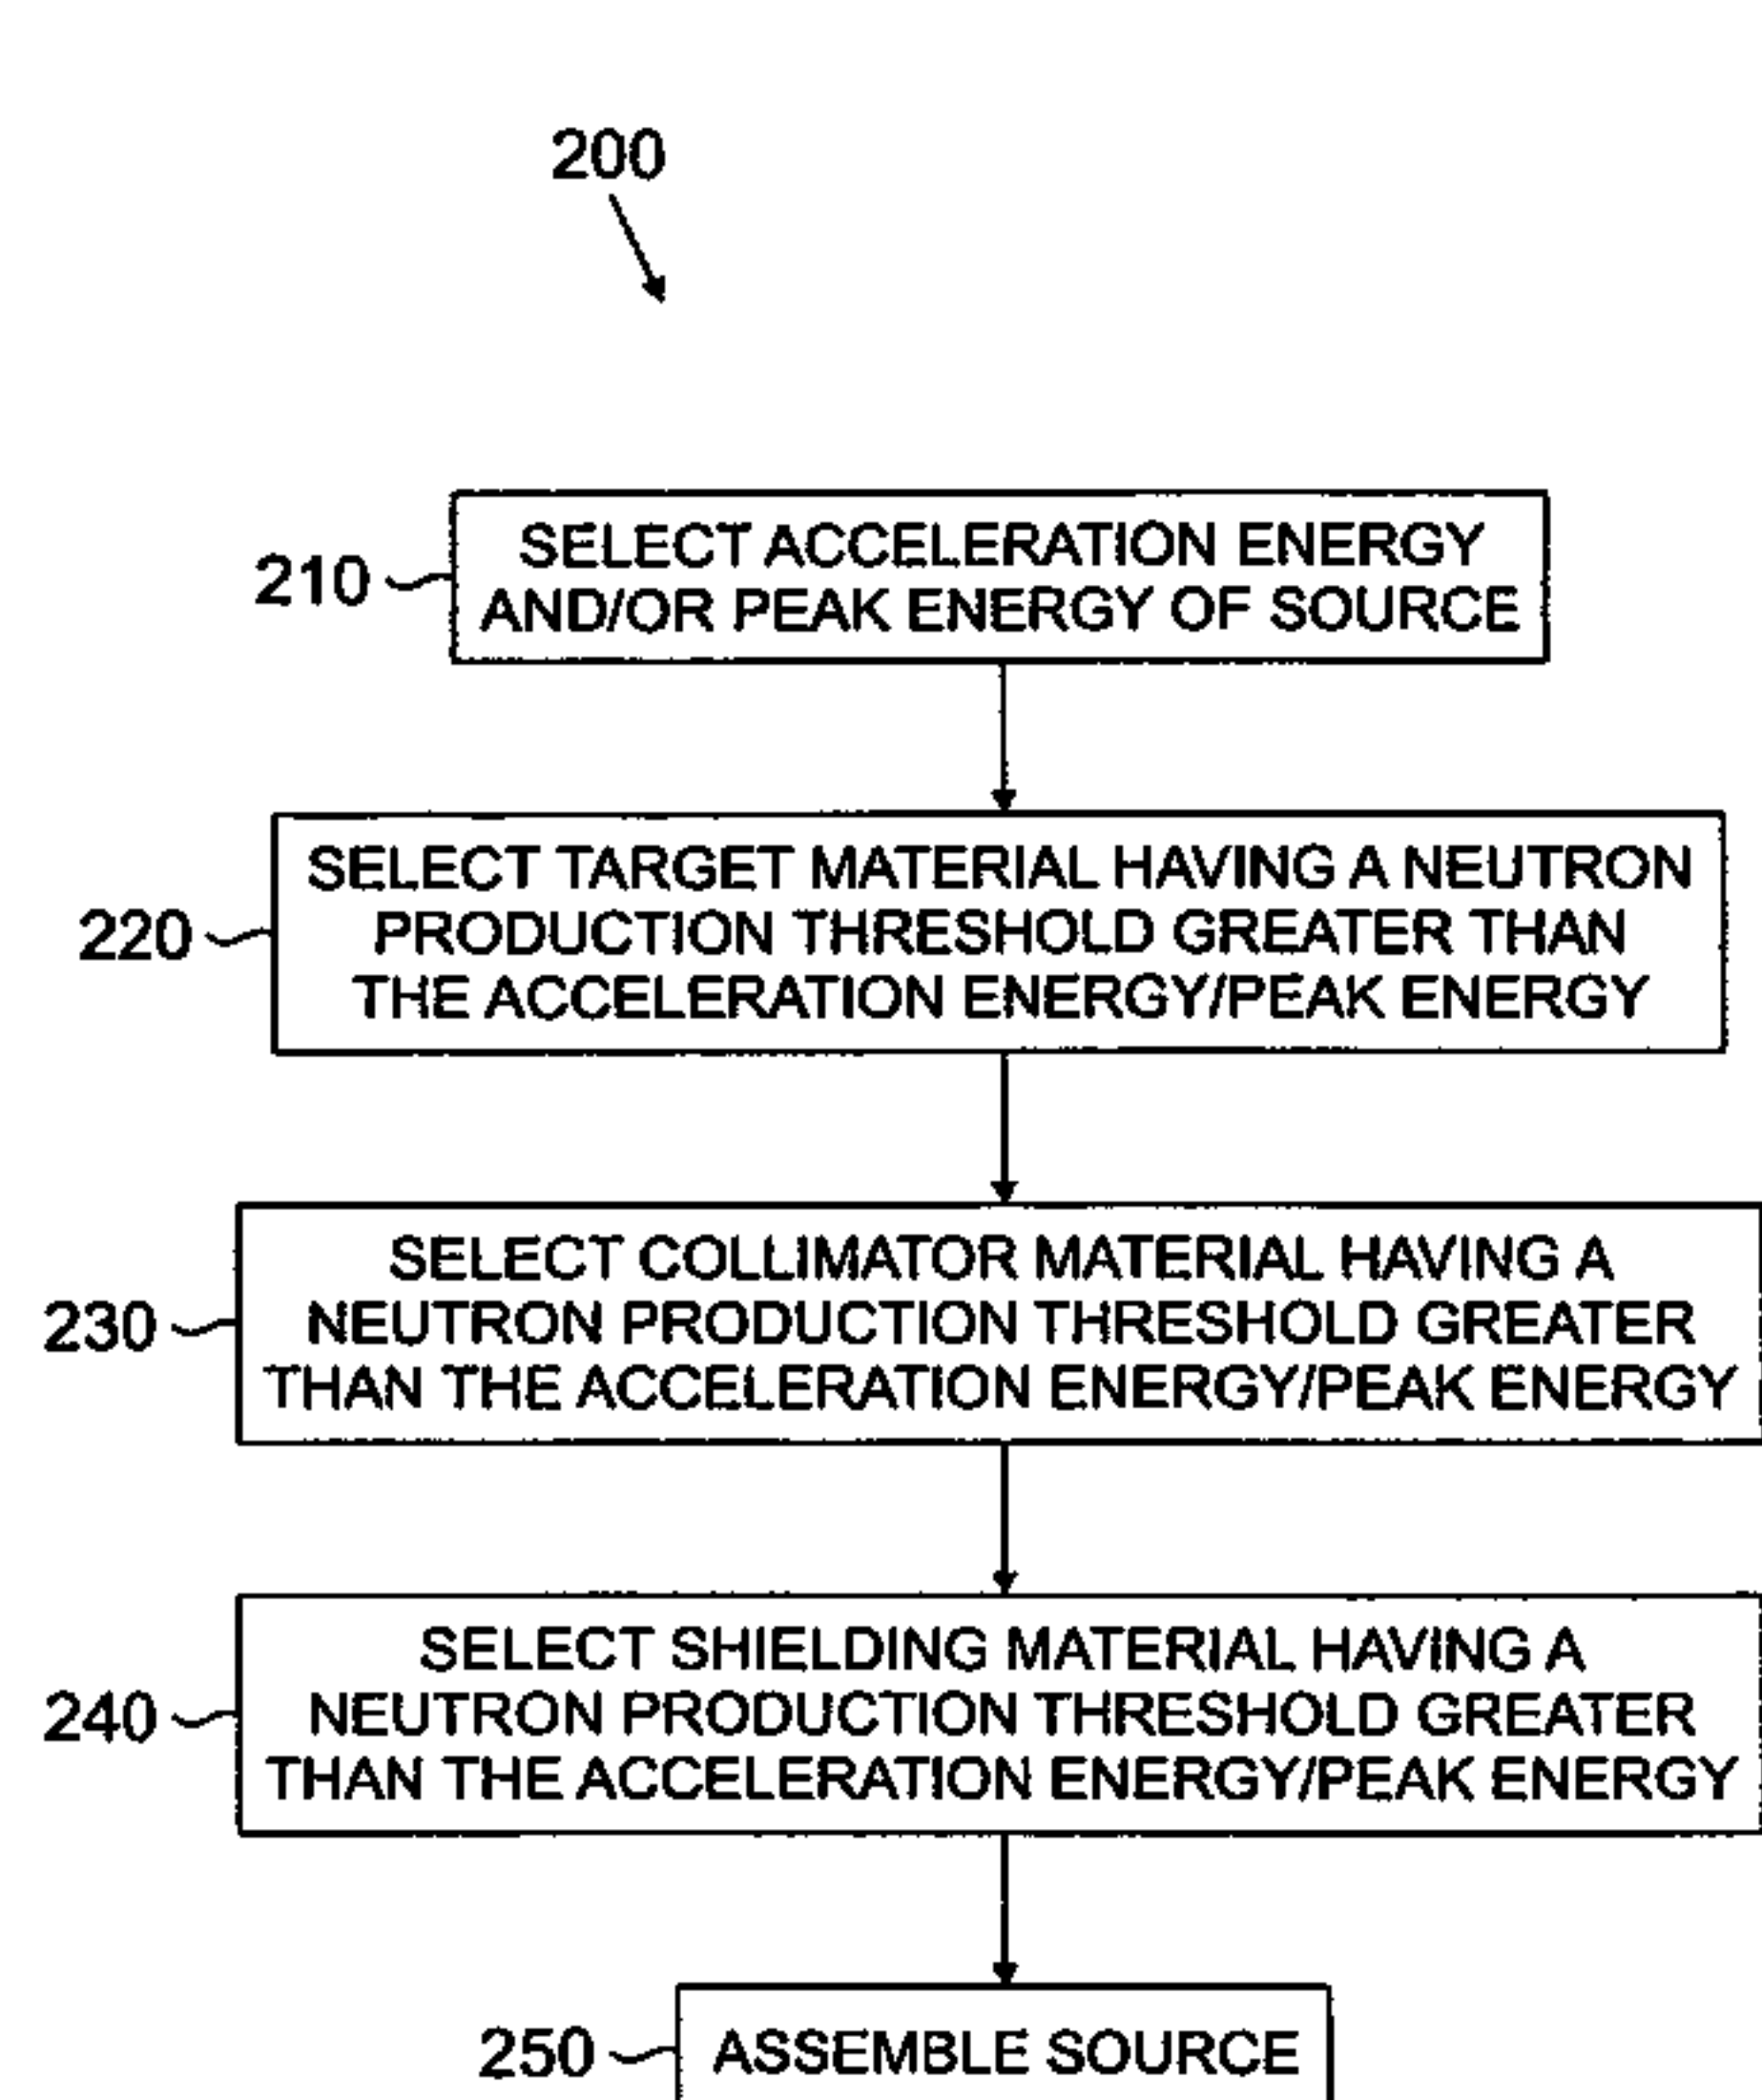 200
210
SELECT ACCELERATION ENERGY
AND/OR PEAK ENERGY OF SOURCE
220
SELECT TARGET MATERIAL HAVING A NEUTRON
PRODUCTION THRESHOLD GREATER THAN
THE ACCELERATION ENERGY/PEAK ENERGY
230
SELECT COLLIMATOR MATERIAL HAVING A
NEUTRON PRODUCTION THRESHOLD GREATER
THAN THE ACCELERATION ENERGY/PEAK ENERGY
240
SELECT SHIELDING MATERIAL HAVING A
NEUTRON PRODUCTION THRESHOLD GREATER
THAN THE ACCELERATION ENERGY/PEAK ENERGY
250
ASSEMBLE SOURCE